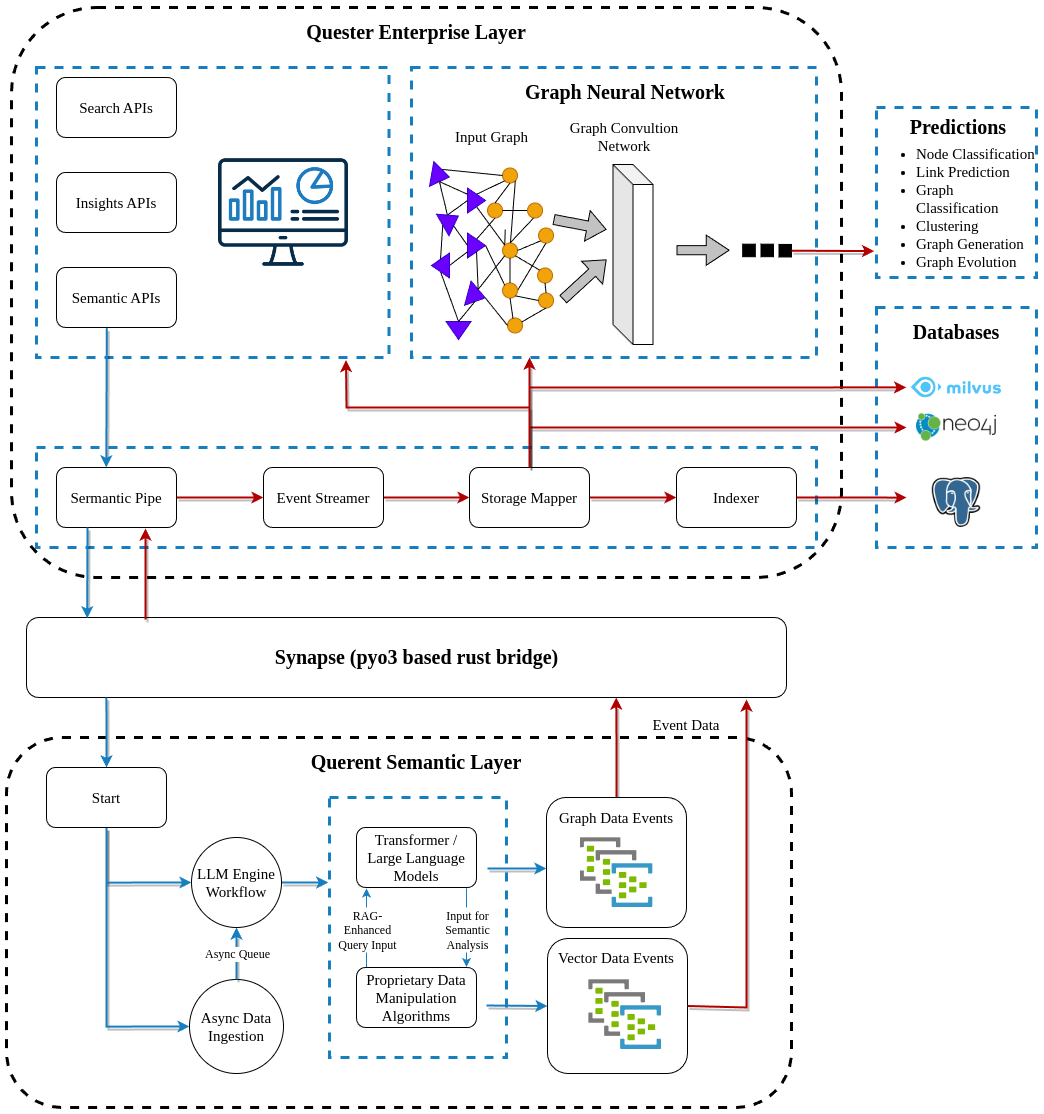 Quester Enterprise Layer
Search APIs
Insights APIs
Semantic APIs
Graph Neural Network
Input Graph
Graph Convultion
Network
Predictions
Node Classification
Link Prediction
Graph
Classification
Clustering
Graph Generation
Graph Evolution
Databases
milvus
neo4j
Sermantic Pipe
Event Streamer
Storage Mapper
Indexer
Synapse (pyo3 based rust bridge)
Event Data
Querent Semantic Layer
Start
LLM Engine
Workflow
Async Queue
Async Data
Ingestion
Transformer /
Large Language
Models
RAG-
Enhanced
Query Input
Input for
Semantic
Analysis
Proprietary Data
Manipulation
Algorithms
Graph Data Events
Vector Data Events